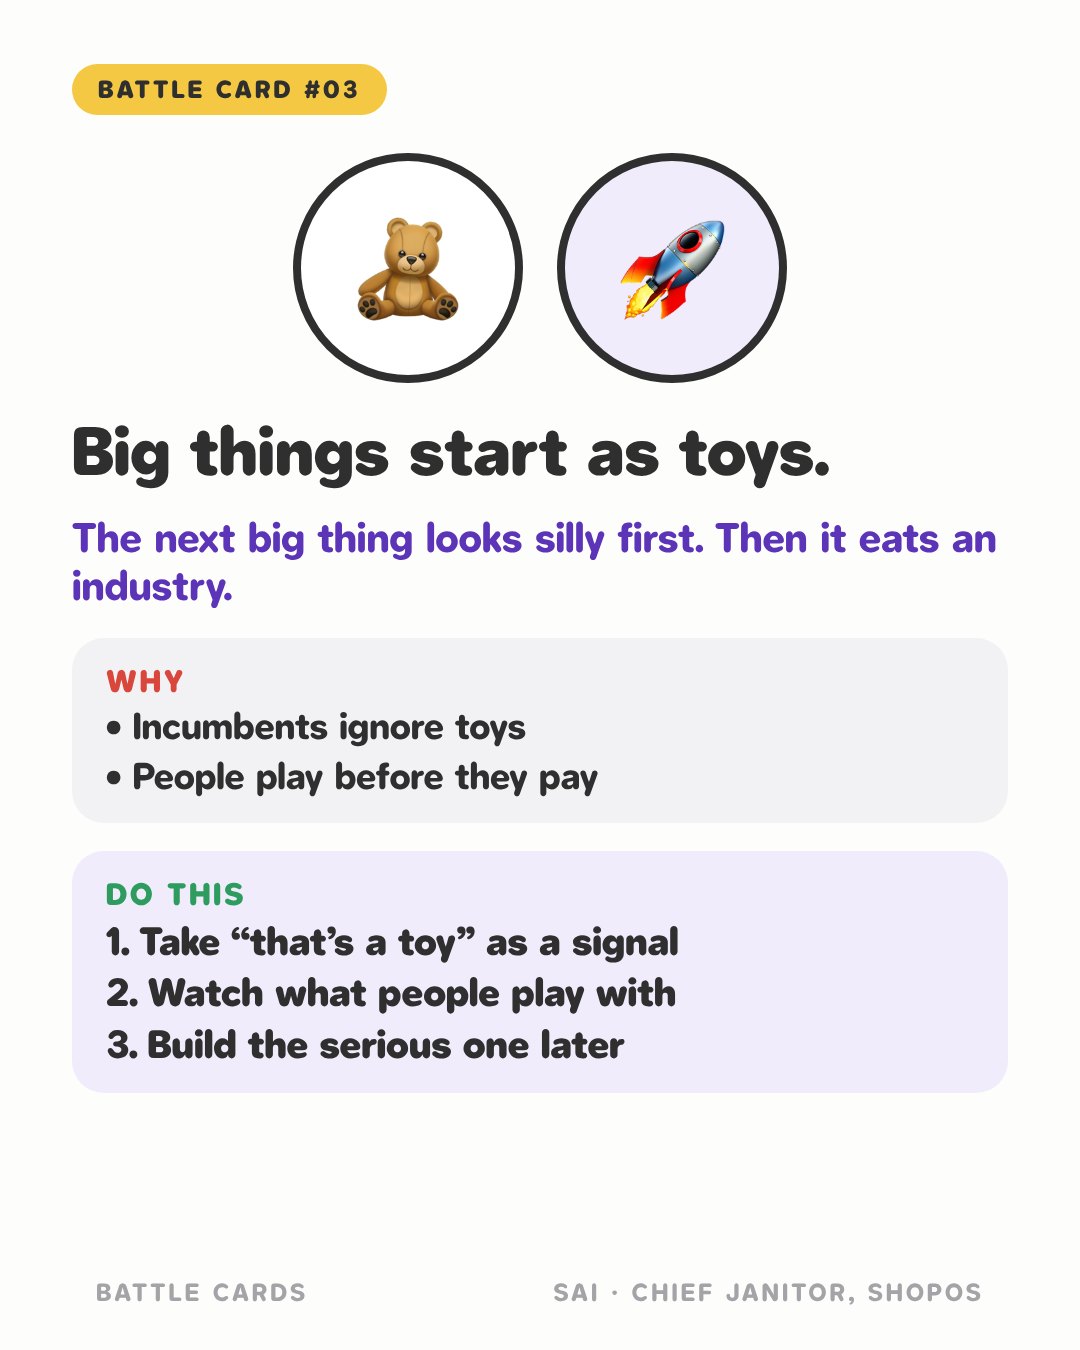 BATTLE CARD #03
Big things start as toys.
The next big thing looks silly first. Then it eats an
industry.
WHY
• Incumbents ignore toys
• People play before they pay
DO THIS
1. Take “that’s a toy” as a signal
2. Watch what people play with
3. Build the serious one later
BATTLE CARDS
SAI · CHIEF JANITOR, SHOPOS